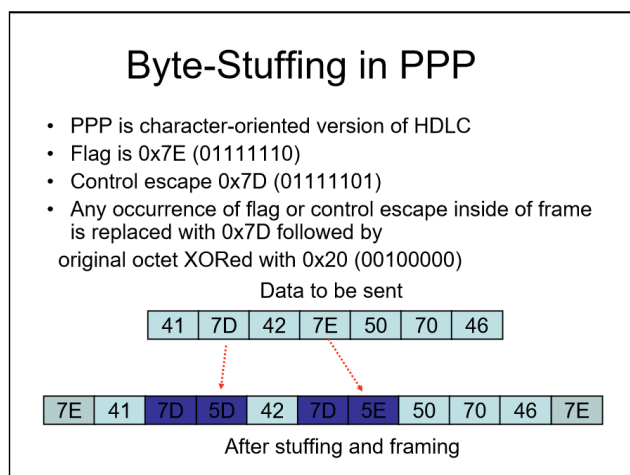 Byte-Stuffing in PPP
• PPP is character-oriented version of HDLC
• Flag is 0x7E (01111110)
• Control escape 0x7D (01111101)
• Any occurrence of flag or control escape inside of frame
is replaced with 0x7D followed by
original octet XORed with 0x20 (00100000)
Data to be sent
41 7D 42 7E 50 70 46
7E 41 7D 5D 42 7D 5E 50 70 46 7E
After stuffing and framing